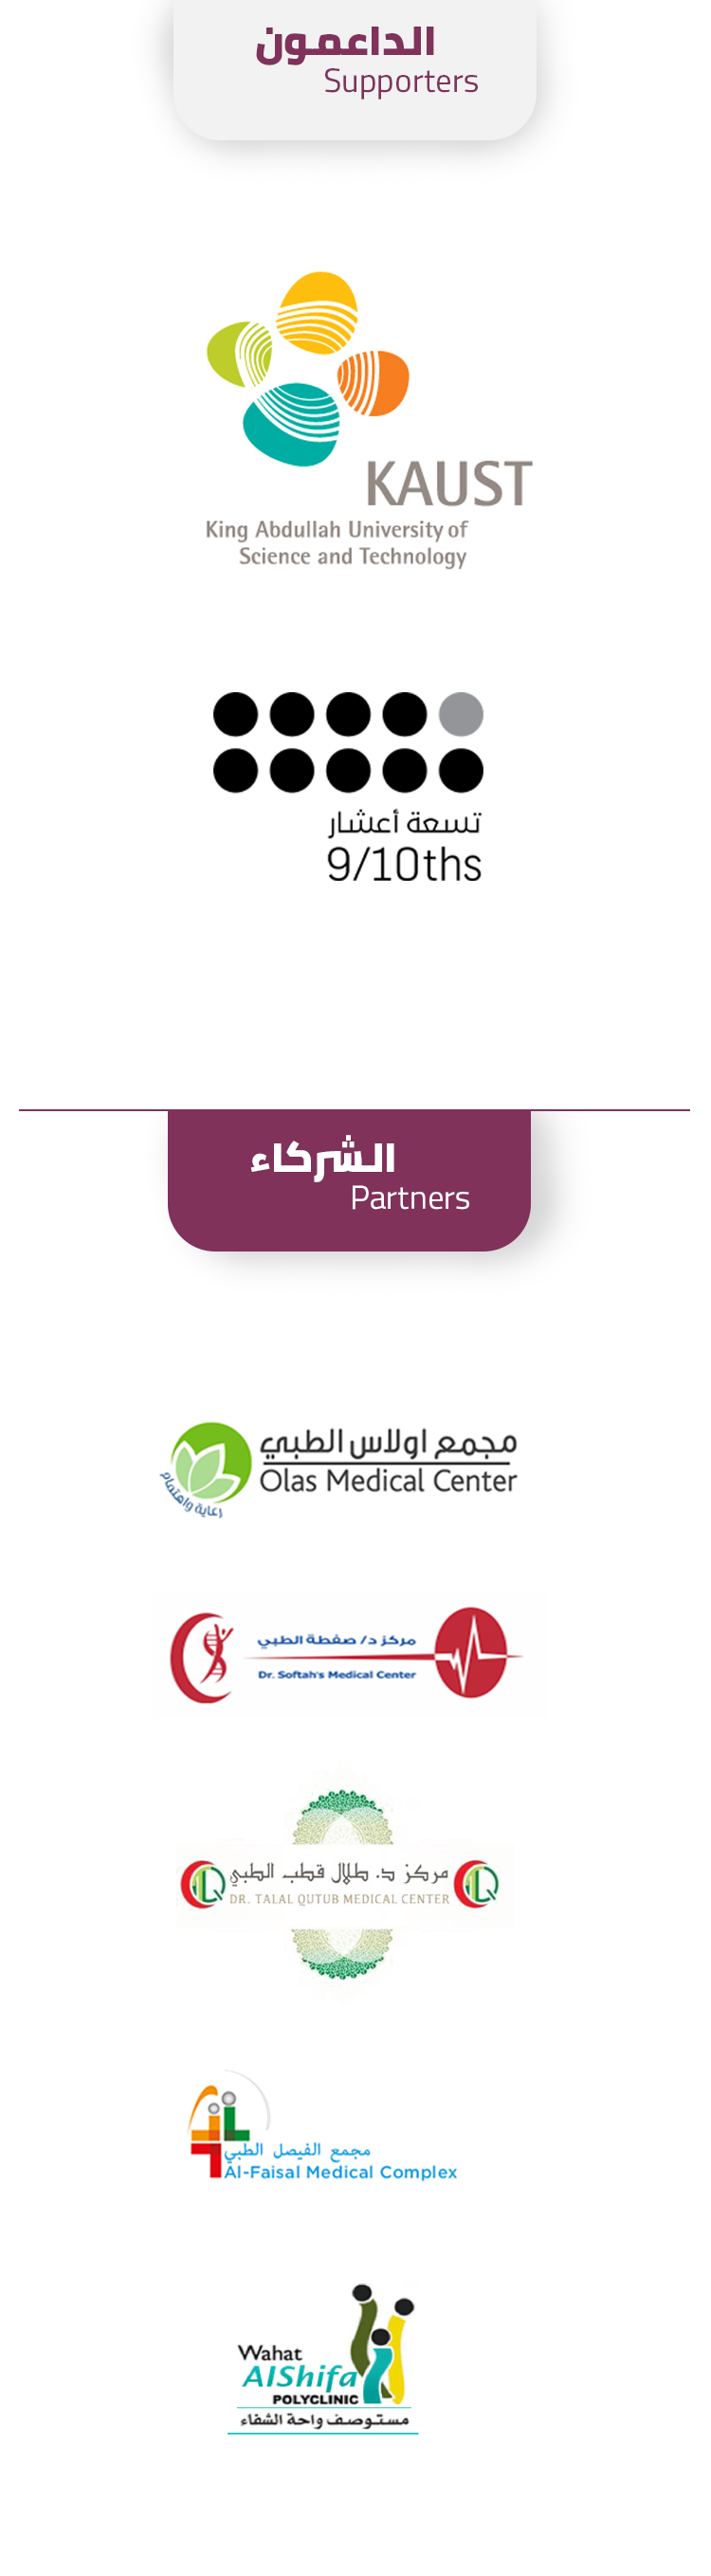 الداعمون
Supporters
KAUST
King Abdullah University of
Science and Technology
تسعة أعشار
9/10ths
الشركاء
Partners
مجمع اولاس الطبي
Olas Medical Center
رعاية واهتمام
مركز د/ صفطة الطبي
Dr. Softah's Medical Center
مركز د. طلال قطب الطبي
DR. TALAL QUTUB MEDICAL CENTER
مجمع الفيصل الطبي
Al-Faisal Medical Complex
Wahat
AlShifa
POLYCLINIC
مستوصف واحة الشفاء